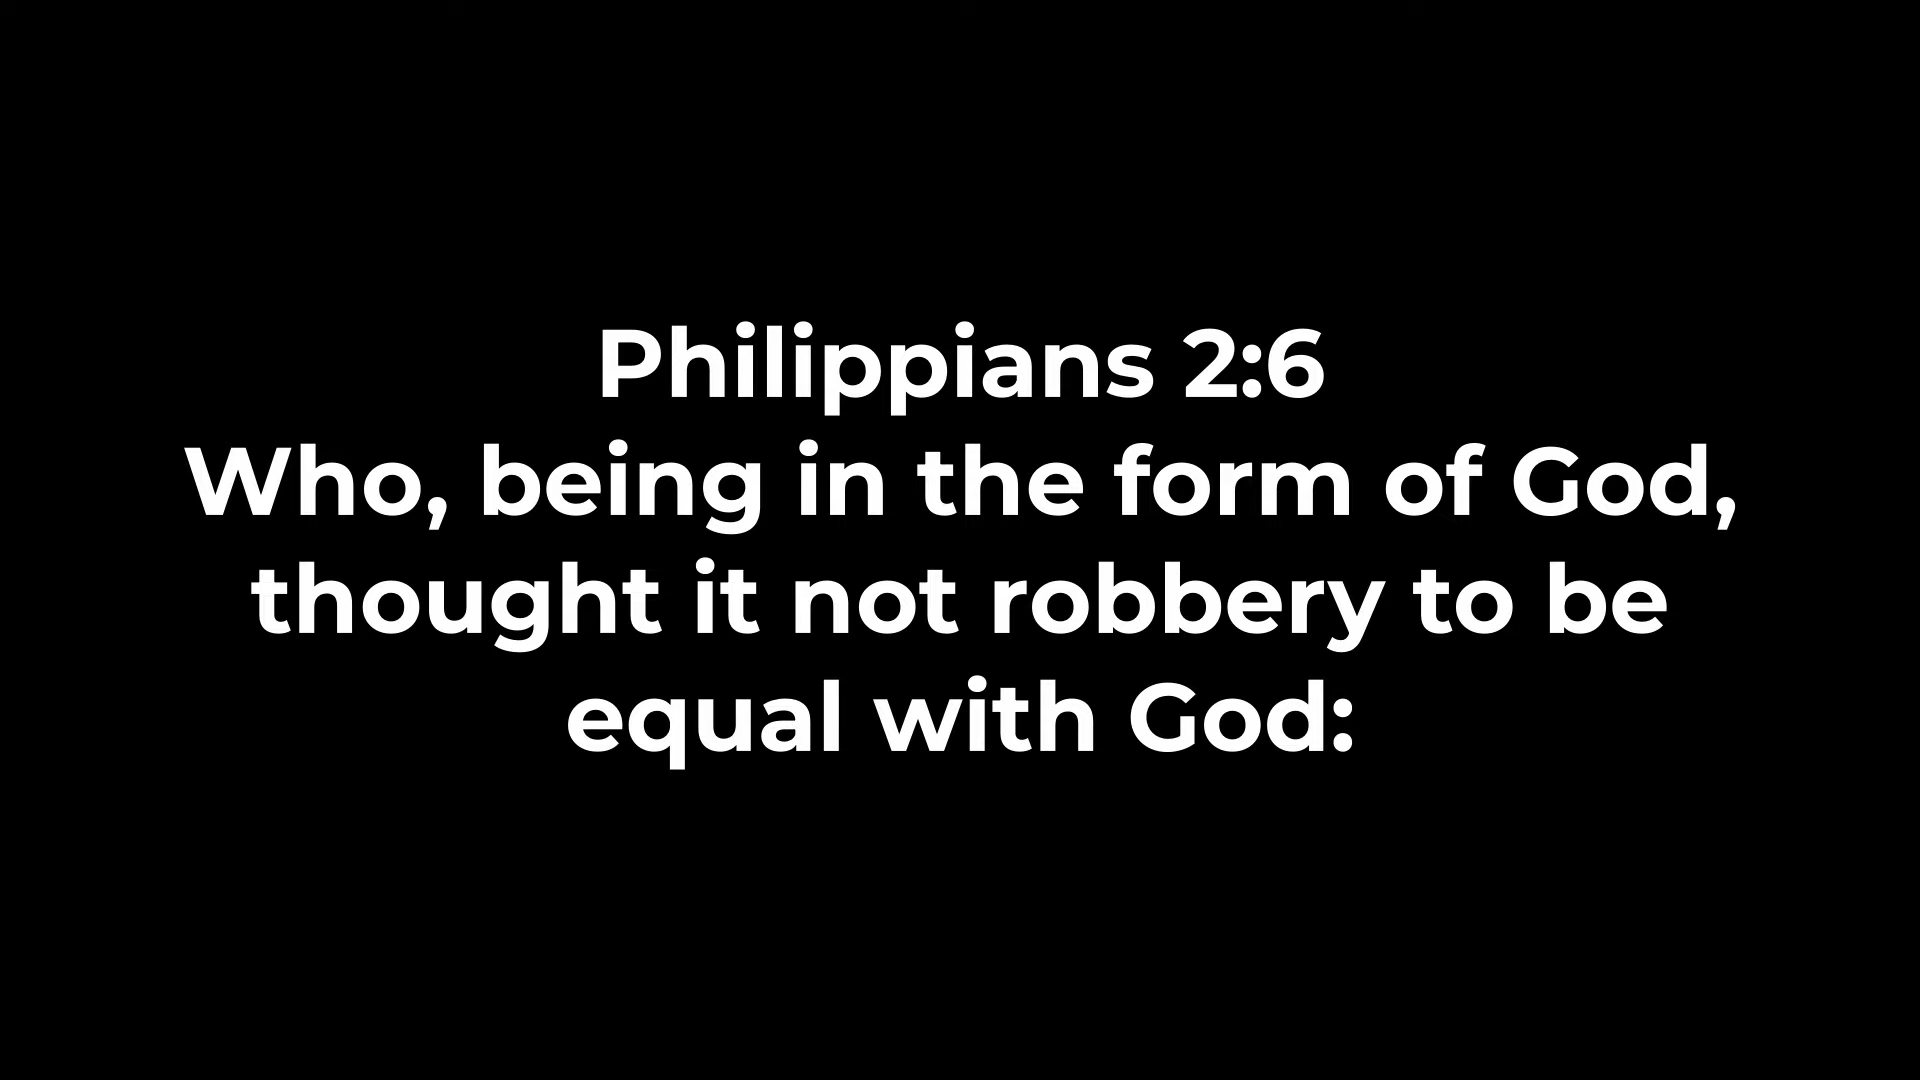 Philippians 2:6
Who, being in the form of God,
thought it not robbery to be
equal with God: